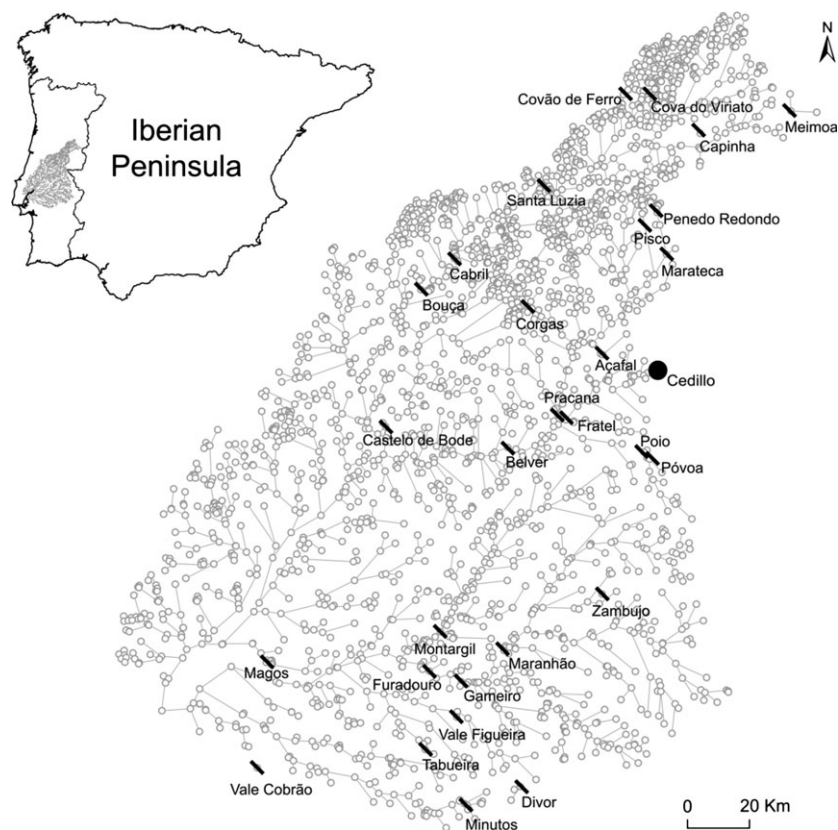 N
Iberian
Peninsula
Covão de Ferro
Cova do Viriato
Meimoa
Capinha
Santa Luzia
Penedo Redondo
Pisco
Marateca
Cabril
Bouça
Corgas
Açafal
Cedillo
Pracana
Fratel
Castelo de Bode
Belver
Poio
Póvoa
Zambujo
Montargil
Maranhão
Magos
Furadouro
Gameiro
Vale Figueira
Tabueira
Vale Cobrão
Divor
Minutos
0 20 Km